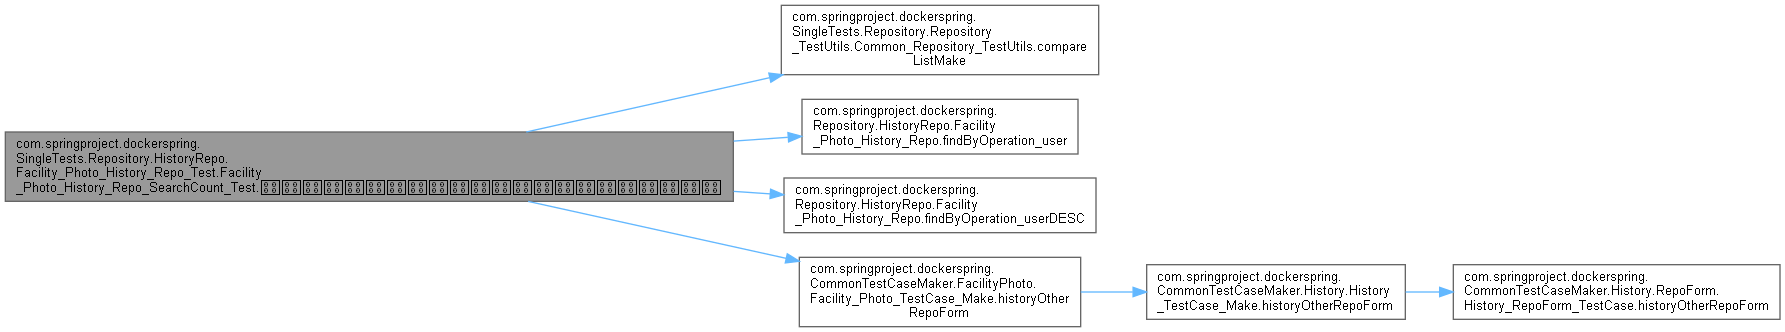 com.springproject.dockerspring.
SingleTests.Repository.HistoryRepo.
Facility_Photo_History_Repo_Test.Facility
_Photo_History_Repo_SearchCount_Test.
com.springproject.dockerspring.
SingleTests.Repository.Repository
_TestUtils.Common_Repository_TestUtils.compare
ListMake
com.springproject.dockerspring.
Repository.HistoryRepo.Facility
_Photo_History_Repo.findByOperation_user
com.springproject.dockerspring.
Repository.HistoryRepo.Facility
_Photo_History_Repo.findByOperation_userDESC
com.springproject.dockerspring.
CommonTestCaseMaker.FacilityPhoto.
Facility_Photo_TestCase_Make.historyOther
RepoForm
com.springproject.dockerspring.
CommonTestCaseMaker.History.History
_TestCase_Make.historyOtherRepoForm
com.springproject.dockerspring.
CommonTestCaseMaker.History.RepoForm.
History_RepoForm_TestCase.historyOtherRepoForm